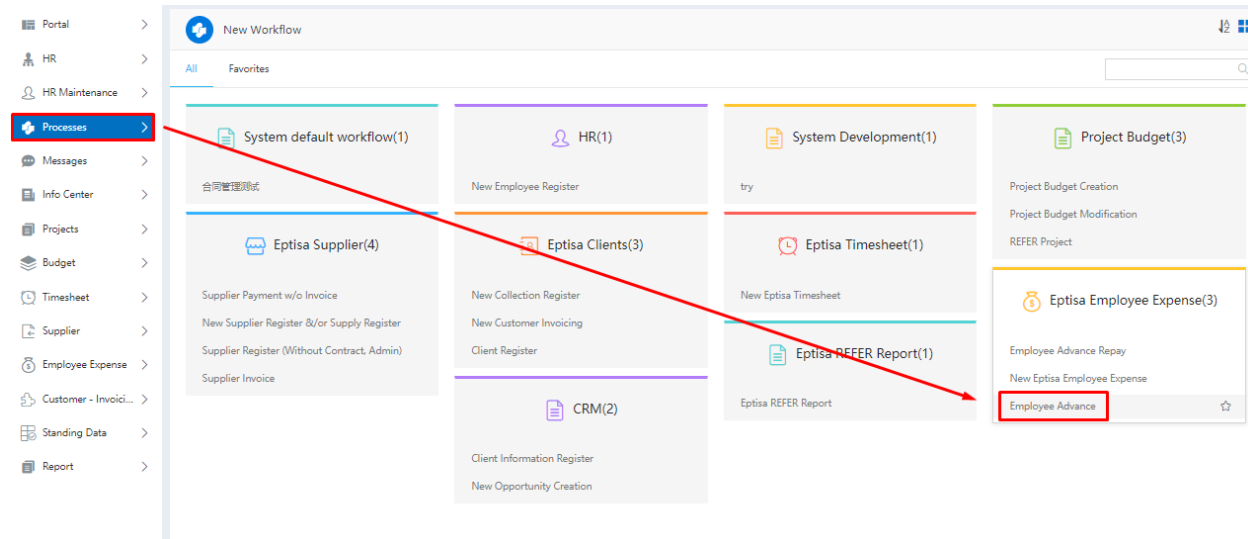 Portal
HR
HR Maintenance
Processes
Messages
Info Center
Projects
Budget
Timesheet
Supplier
Employee Expense
Customer - Invoici...
Standing Data
Report
New Workflow
All Favorites
System default workflow(1)
合同管理测试
HR(1)
New Employee Register
System Development(1)
try
Project Budget(3)
Project Budget Creation
Project Budget Modification
REFER Project
Eptisa Supplier(4)
Supplier Payment w/o Invoice
New Supplier Register &/or Supply Register
Supplier Register (Without Contract, Admin)
Supplier Invoice
Eptisa Clients(3)
New Collection Register
New Customer Invoicing
Client Register
Eptisa Timesheet(1)
New Eptisa Timesheet
Eptisa Employee Expense(3)
Employee Advance Repay
New Eptisa Employee Expense
Employee Advance
Eptisa REFER Report(1)
Eptisa REFER Report
CRM(2)
Client Information Register
New Opportunity Creation